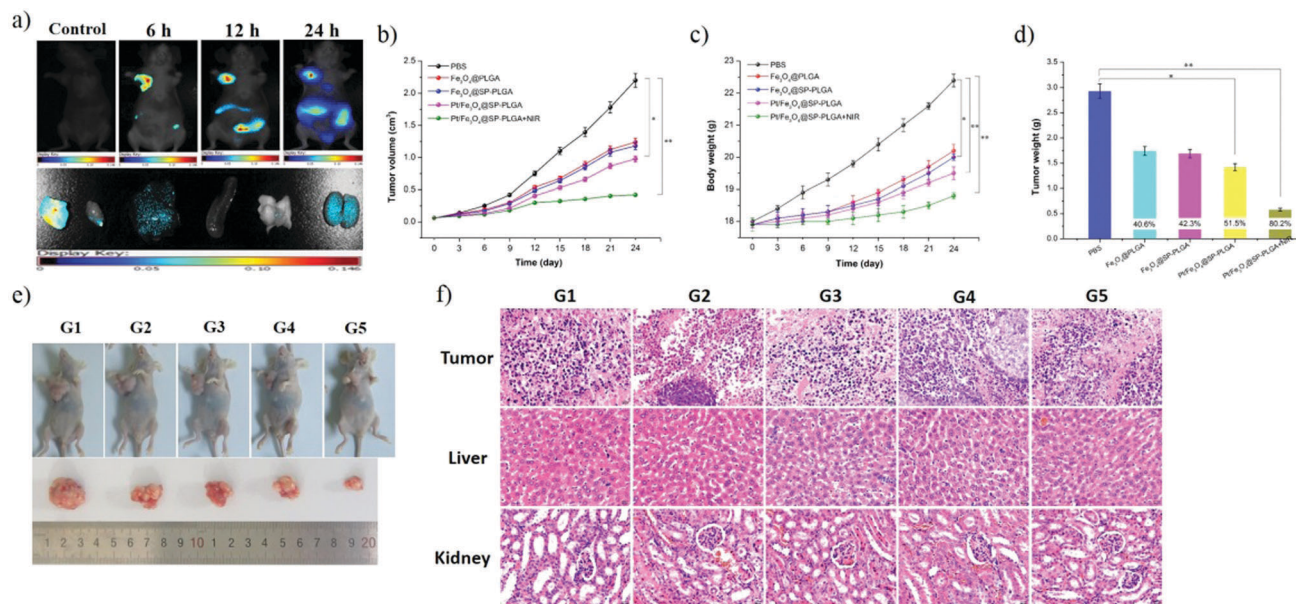 a)
Control 6 h 12 h 24 h
Display Key:
0 0.05 0.10 0.146
b)
PBS
Fe₃O₄@PLGA
Fe₃O₄@SP-PLGA
Pt/Fe₃O₄@SP-PLGA
Pt/Fe₃O₄@SP-PLGA+NIR
*
**
Tumor volume (cm³)
2.5
2.0
1.5
1.0
0.5
0.0
0 3 6 9 12 15 18 21 24
Time (day)
c)
PBS
Fe₃O₄@PLGA
Fe₃O₄@SP-PLGA
Pt/Fe₃O₄@SP-PLGA
Pt/Fe₃O₄@SP-PLGA+NIR
* ** **
Body weight (g)
23
22
21
20
19
18
17
0 3 6 9 12 15 18 21 24
Time (day)
d)
**
*
Tumor weight (g)
3.5
3.0
2.5
2.0
1.5
1.0
0.5
0.0
40.6% 42.3% 51.5% 80.2%
PBS
Fe₃O₄@PLGA
Fe₃O₄@SP-PLGA
Pt/Fe₃O₄@SP-PLGA
Pt/Fe₃O₄@SP-PLGA+NIR
e)
G1 G2 G3 G4 G5
1 2 3 4 5 6 7 8 9 10 1 2 3 4 5 6 7 8 9 20
f)
G1 G2 G3 G4 G5
Tumor
Liver
Kidney